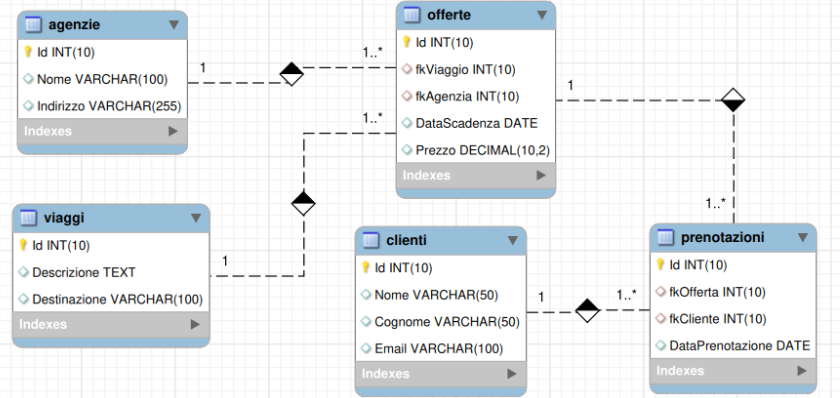 agenzie
Id INT(10)
Nome VARCHAR(100)
Indirizzo VARCHAR(255)
Indexes
1
1..*
offerte
Id INT(10)
fkViaggio INT(10)
fkAgenzia INT(10)
DataScadenza DATE
Prezzo DECIMAL(10,2)
Indexes
1
1..*
1..*
viaggi
Id INT(10)
Descrizione TEXT
Destinazione VARCHAR(100)
Indexes
1
clienti
Id INT(10)
Nome VARCHAR(50)
Cognome VARCHAR(50)
Email VARCHAR(100)
Indexes
1
1..*
prenotazioni
Id INT(10)
fkOfferta INT(10)
fkCliente INT(10)
DataPrenotazione DATE
Indexes